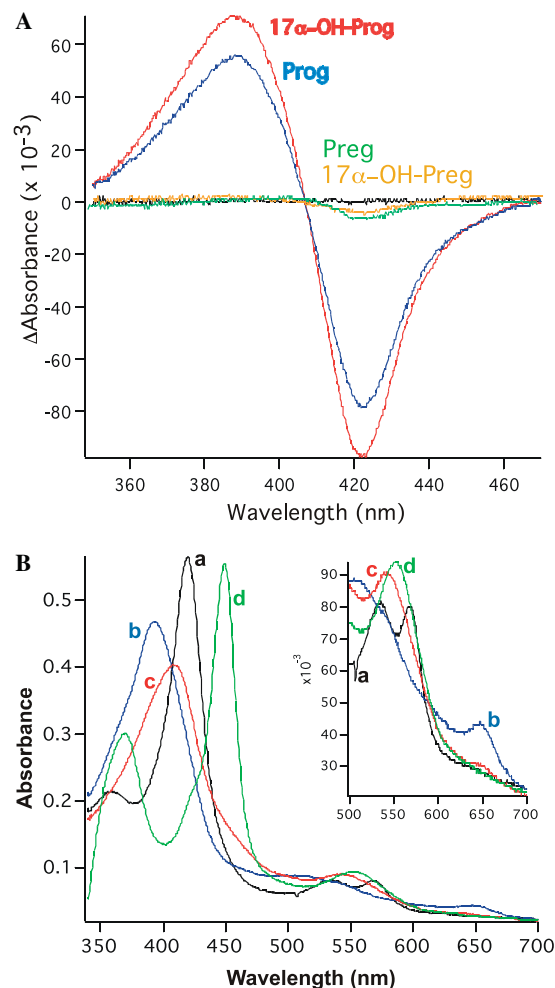 A
17α-OH-Prog
Prog
Preg
17α-OH-Preg
ΔAbsorbance (x 10⁻³)
60
40
20
0
-20
-40
-60
-80
360 380 400 420 440 460
Wavelength (nm)
B
a
b
c
d
Absorbance
0.5
0.4
0.3
0.2
0.1
350 400 450 500 550 600 650 700
Wavelength (nm)
c
d
a
b
x10⁻³
90
80
70
60
50
40
30
500 550 600 650 700